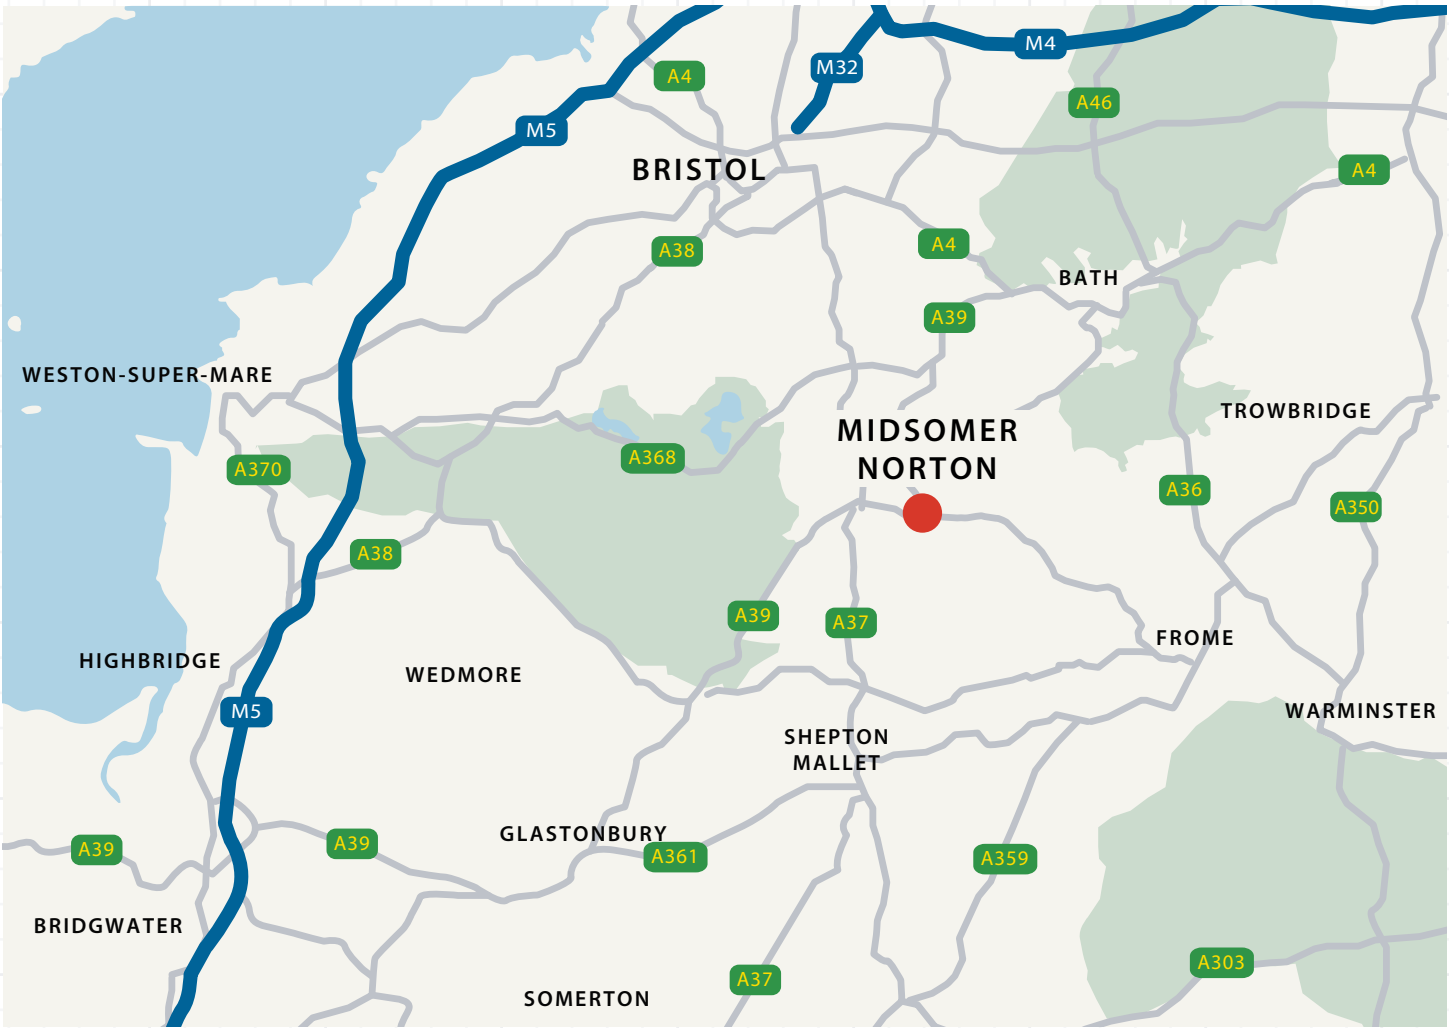 M4
M32
A4
A46
M5
BRISTOL
A4
A4
A38
BATH
A39
WESTON-SUPER-MARE
TROWBRIDGE
MIDSOMER
NORTON
A368
A370
A36
A350
A38
A39
A37
FROME
HIGHBRIDGE
WEDMORE
M5
WARMINSTER
SHEPTON
MALLET
GLASTONBURY
A39
A39
A361
A359
BRIDGWATER
A303
A37
SOMERTON